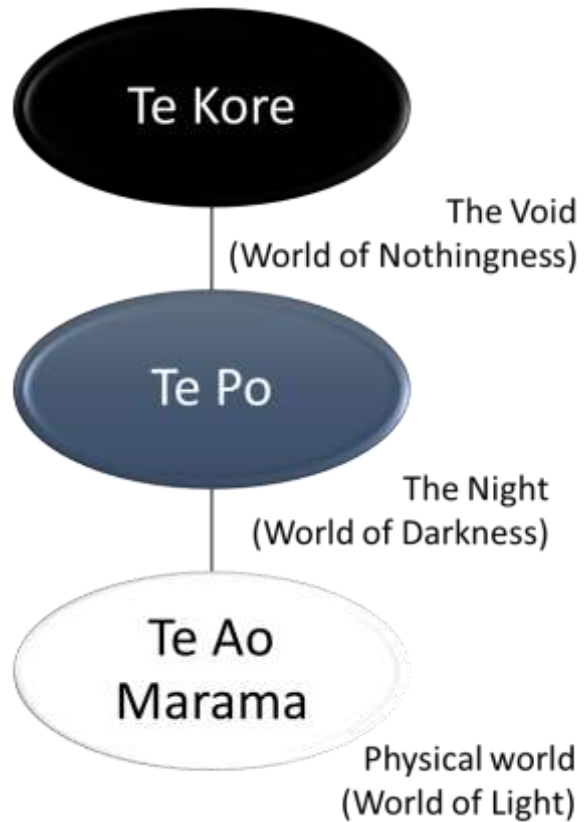 Te Kore
The Void
(World of Nothingness)
Te Po
The Night
(World of Darkness)
Te Ao
Marama
Physical world
(World of Light)